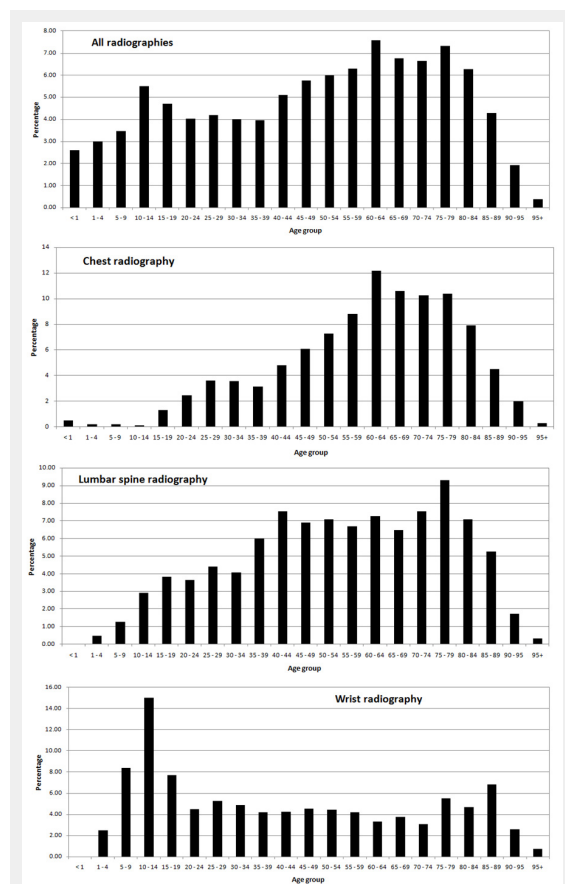 All radiographies
8.00
7.00
6.00
5.00
4.00
3.00
2.00
1.00
0.00
Percentage
< 1 1 - 4 5 - 9 10 - 14 15 - 19 20 - 24 25 - 29 30 - 34 35 - 39 40 - 44 45 - 49 50 - 54 55 - 59 60 - 64 65 - 69 70 - 74 75 - 79 80 - 84 85 - 89 90 - 95 95+
Age group
Chest radiography
14
12
10
8
6
4
2
0
Percentage
< 1 1 - 4 5 - 9 10 - 14 15 - 19 20 - 24 25 - 29 30 - 34 35 - 39 40 - 44 45 - 49 50 - 54 55 - 59 60 - 64 65 - 69 70 - 74 75 - 79 80 - 84 85 - 89 90 - 95 95+
Age group
Lumbar spine radiography
10.00
9.00
8.00
7.00
6.00
5.00
4.00
3.00
2.00
1.00
0.00
Percentage
< 1 1 - 4 5 - 9 10 - 14 15 - 19 20 - 24 25 - 29 30 - 34 35 - 39 40 - 44 45 - 49 50 - 54 55 - 59 60 - 64 65 - 69 70 - 74 75 - 79 80 - 84 85 - 89 90 - 95 95+
Age group
Wrist radiography
16.00
14.00
12.00
10.00
8.00
6.00
4.00
2.00
0.00
Percentage
< 1 1 - 4 5 - 9 10 - 14 15 - 19 20 - 24 25 - 29 30 - 34 35 - 39 40 - 44 45 - 49 50 - 54 55 - 59 60 - 64 65 - 69 70 - 74 75 - 79 80 - 84 85 - 89 90 - 95 95+
Age group